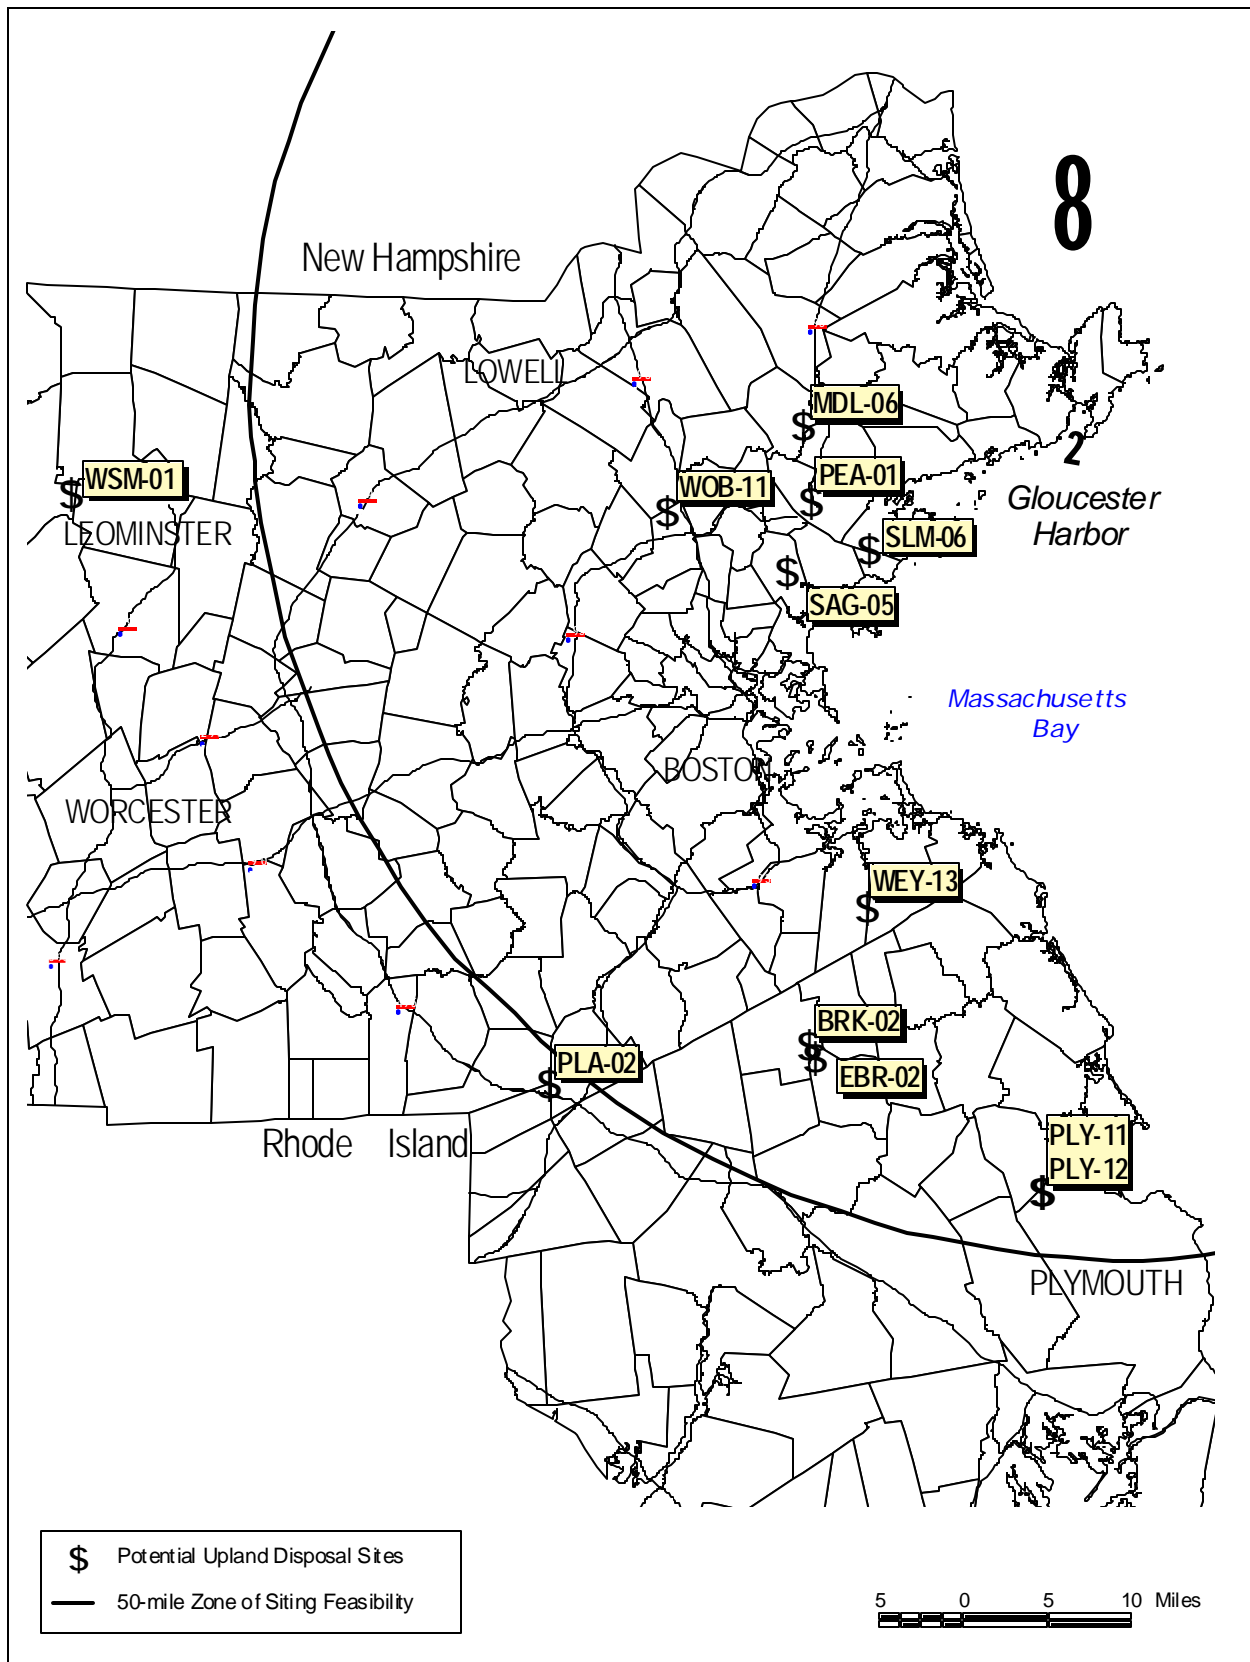 8
New Hampshire
LOWELL
MDL-06
2
WSM-01
WOB-11
PEA-01
Gloucester
Harbor
LEOMINSTER
SLM-06
SAG-05
Massachusetts
Bay
BOSTON
WORCESTER
WEY-13
BRK-02
PLA-02
EBR-02
Rhode Island
PLY-11
PLY-12
PLYMOUTH
$ Potential Upland Disposal Sites
50-mile Zone of Siting Feasibility
5 0 5 10 Miles